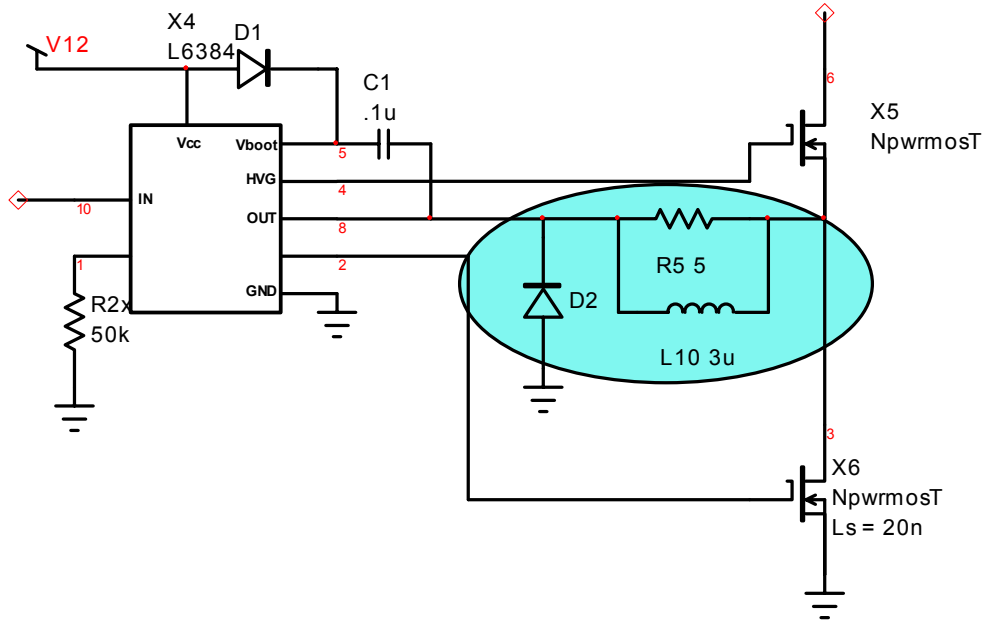 X4
L6384
D1
V12
C1
.1u
6
X5
NpwrmosT
Vcc
Vboot
5
HVG
4
IN
10
OUT
8
R5 5
1
2
GND
D2
R2x
50k
L10 3u
3
X6
NpwrmosT
Ls = 20n